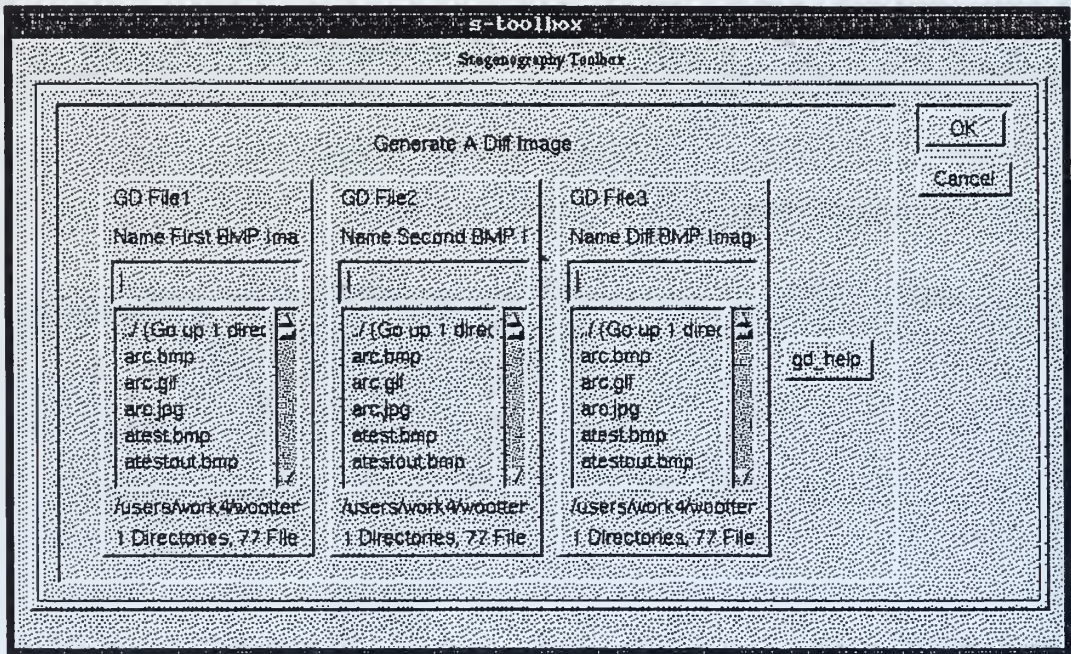 s-toolbox
Steganography Toolbox
Generate A Diff Image
OK
Cancel
GD File1
Name First BMP Ima
./ (Go up 1 direc
arc.bmp
arc.gif
arc.jpg
atest.bmp
atestout.bmp
/users/work4/wootter
1 Directories, 77 File
GD File2
Name Second BMP I
./ (Go up 1 direc
arc.bmp
arc.gif
arc.jpg
atest.bmp
atestout.bmp
/users/work4/wootter
1 Directories, 77 File
GD File3
Name Diff BMP Imag
../ (Go up 1 direc
arc.bmp
arc.gif
arc.jpg
atest.bmp
atestout.bmp
/users/work4/wootter
1 Directories, 77 File
gd_help